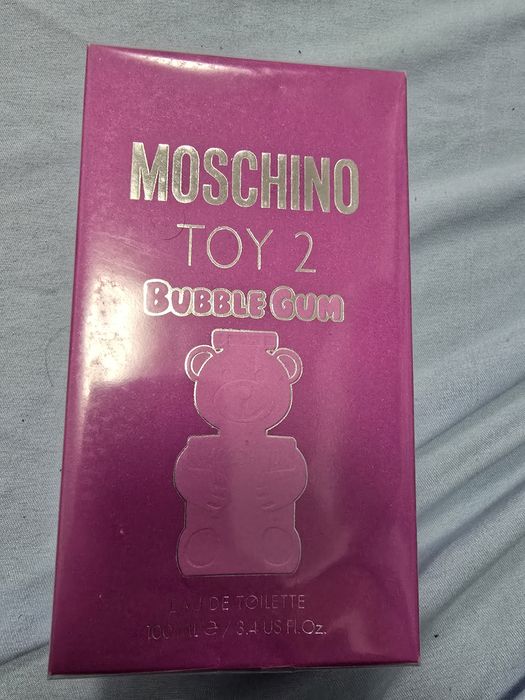 MOSCHINO
TOY 2
BUBBLE GUM
EAU DE TOILETTE
100 ML ℮ / 3.4 US FL.Oz.